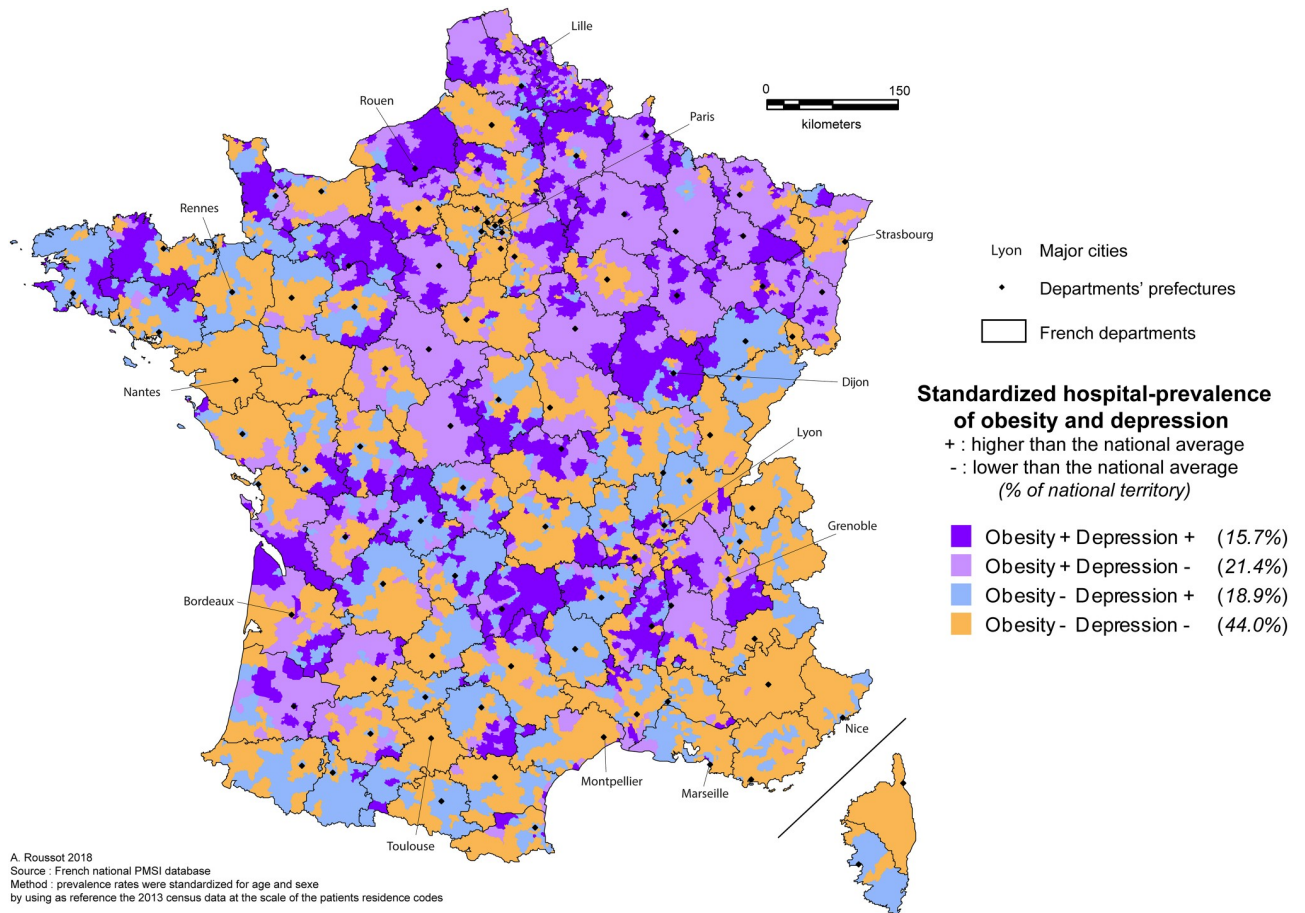 Lille
0 150
kilometers
Rouen
Paris
Rennes
Strasbourg
Nantes
Dijon
Lyon
Grenoble
Bordeaux
Nice
Montpellier
Marseille
Toulouse
Lyon Major cities
Departments' prefectures
French departments
Standardized hospital-prevalence
of obesity and depression
+ : higher than the national average
- : lower than the national average
(% of national territory)
Obesity + Depression + (15.7%)
Obesity + Depression - (21.4%)
Obesity - Depression + (18.9%)
Obesity - Depression - (44.0%)
A. Roussot 2018
Source : French national PMSI database
Method : prevalence rates were standardized for age and sexe
by using as reference the 2013 census data at the scale of the patients residence codes